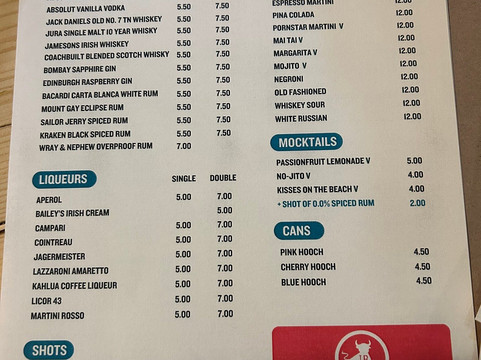 ABSOLUT VANILLA VODKA 5.50 7.50
JACK DANIELS OLD NO. 7 TN WHISKEY 5.50 7.50
JURA SINGLE MALT 10 YEAR WHISKY 5.50 7.50
JAMESONS IRISH WHISKEY 5.50 7.50
COACHBUILT BLENDED SCOTCH WHISKY 5.50 7.50
BOMBAY SAPPHIRE GIN 5.50 7.50
EDINBURGH RASPBERRY GIN 5.50 7.50
BACARDI CARTA BLANCA WHITE RUM 5.50 7.50
MOUNT GAY ECLIPSE RUM 5.50 7.50
SAILOR JERRY SPICED RUM 5.50 7.50
KRAKEN BLACK SPICED RUM 5.50 7.50
WRAY & NEPHEW OVERPROOF RUM 7.00
LIQUEURS SINGLE DOUBLE
APEROL 5.00 7.00
BAILEY'S IRISH CREAM 5.00
CAMPARI 5.00 7.00
COINTREAU 5.00 7.00
JAGERMEISTER 5.00 7.00
LAZZARONI AMARETTO 5.00 7.00
KAHLUA COFFEE LIQUEUR 5.00 7.00
LICOR 43 5.00 7.00
MARTINI ROSSO 5.00 7.00
SHOTS
ESPRESSO MARTINI 12.00
PINA COLADA 12.00
PORNSTAR MARTINI V 12.00
MAI TAI V 12.00
MARGARITA V 12.00
MOJITO V 12.00
NEGRONI 12.00
OLD FASHIONED 12.00
WHISKEY SOUR 12.00
WHITE RUSSIAN 12.00
MOCKTAILS
PASSIONFRUIT LEMONADE V 5.00
NO-JITO V 4.00
KISSES ON THE BEACH V 4.00
+ SHOT OF 0.0% SPICED RUM 2.00
CANS
PINK HOOCH 4.50
CHERRY HOOCH 4.50
BLUE HOOCH 4.50